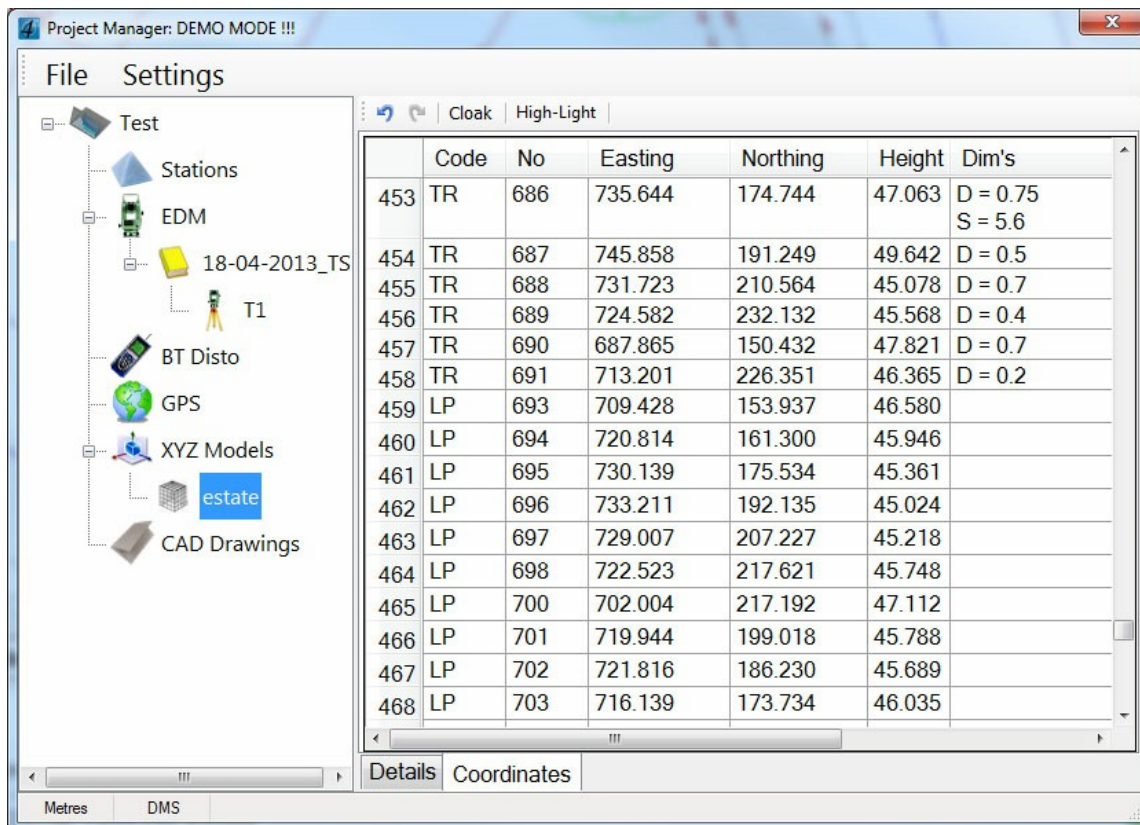 Project Manager: DEMO MODE !!!
File Settings
Test
Stations
EDM
18-04-2013_TS
T1
BT Disto
GPS
XYZ Models
estate
CAD Drawings
Cloak High-Light
Code No Easting Northing Height Dim's
453 TR 686 735.644 174.744 47.063 D = 0.75
S = 5.6
454 TR 687 745.858 191.249 49.642 D = 0.5
455 TR 688 731.723 210.564 45.078 D = 0.7
456 TR 689 724.582 232.132 45.568 D = 0.4
457 TR 690 687.865 150.432 47.821 D = 0.7
458 TR 691 713.201 226.351 46.365 D = 0.2
459 LP 693 709.428 153.937 46.580
460 LP 694 720.814 161.300 45.946
461 LP 695 730.139 175.534 45.361
462 LP 696 733.211 192.135 45.024
463 LP 697 729.007 207.227 45.218
464 LP 698 722.523 217.621 45.748
465 LP 700 702.004 217.192 47.112
466 LP 701 719.944 199.018 45.788
467 LP 702 721.816 186.230 45.689
468 LP 703 716.139 173.734 46.035
Details Coordinates
Metres DMS